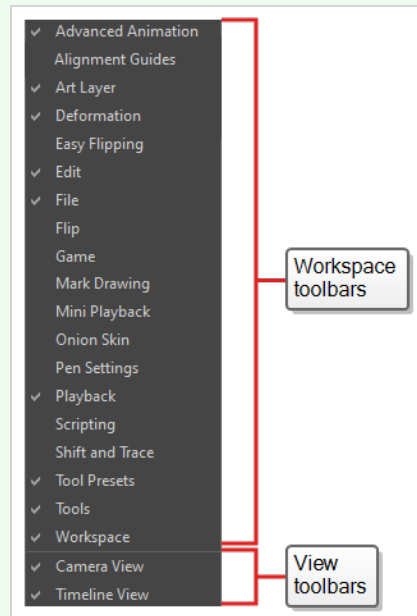 Advanced Animation
Alignment Guides
Art Layer
Deformation
Easy Flipping
Edit
File
Flip
Game
Mark Drawing
Mini Playback
Onion Skin
Pen Settings
Playback
Scripting
Shift and Trace
Tool Presets
Tools
Workspace
Camera View
Timeline View
Workspace
toolbars
View
toolbars